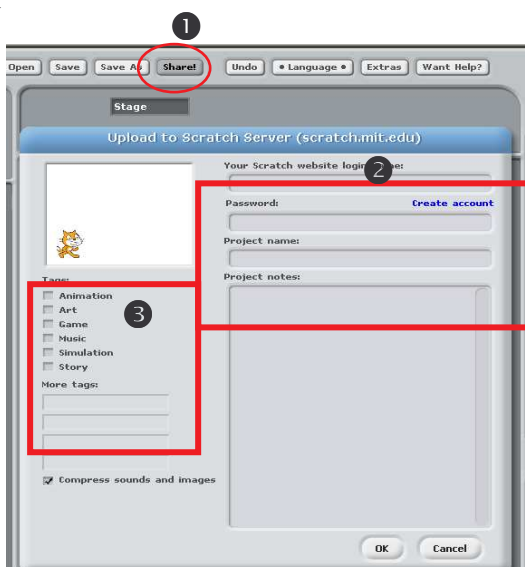 1
Open Save Save As Share! Undo • Language • Extras Want Help?
Stage
Upload to Scratch Server (scratch.mit.edu)
Your Scratch website login
2
Password: Create account
Project name:
Tags: Project notes:
Animation
Art
3
Game
Music
Simulation
Story
More tags:
Compress sounds and images
OK Cancel